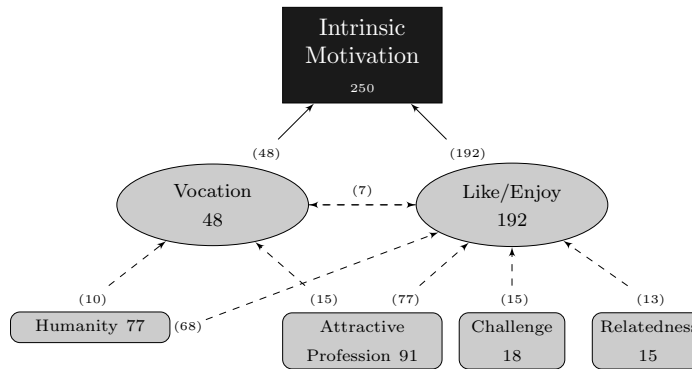 Intrinsic
Motivation
250
(48)
(192)
Vocation
48
(7)
Like/Enjoy
192
(10)
(68)
(15)
(77)
(15)
(13)
Humanity 77
Attractive
Profession 91
Challenge
18
Relatedness
15